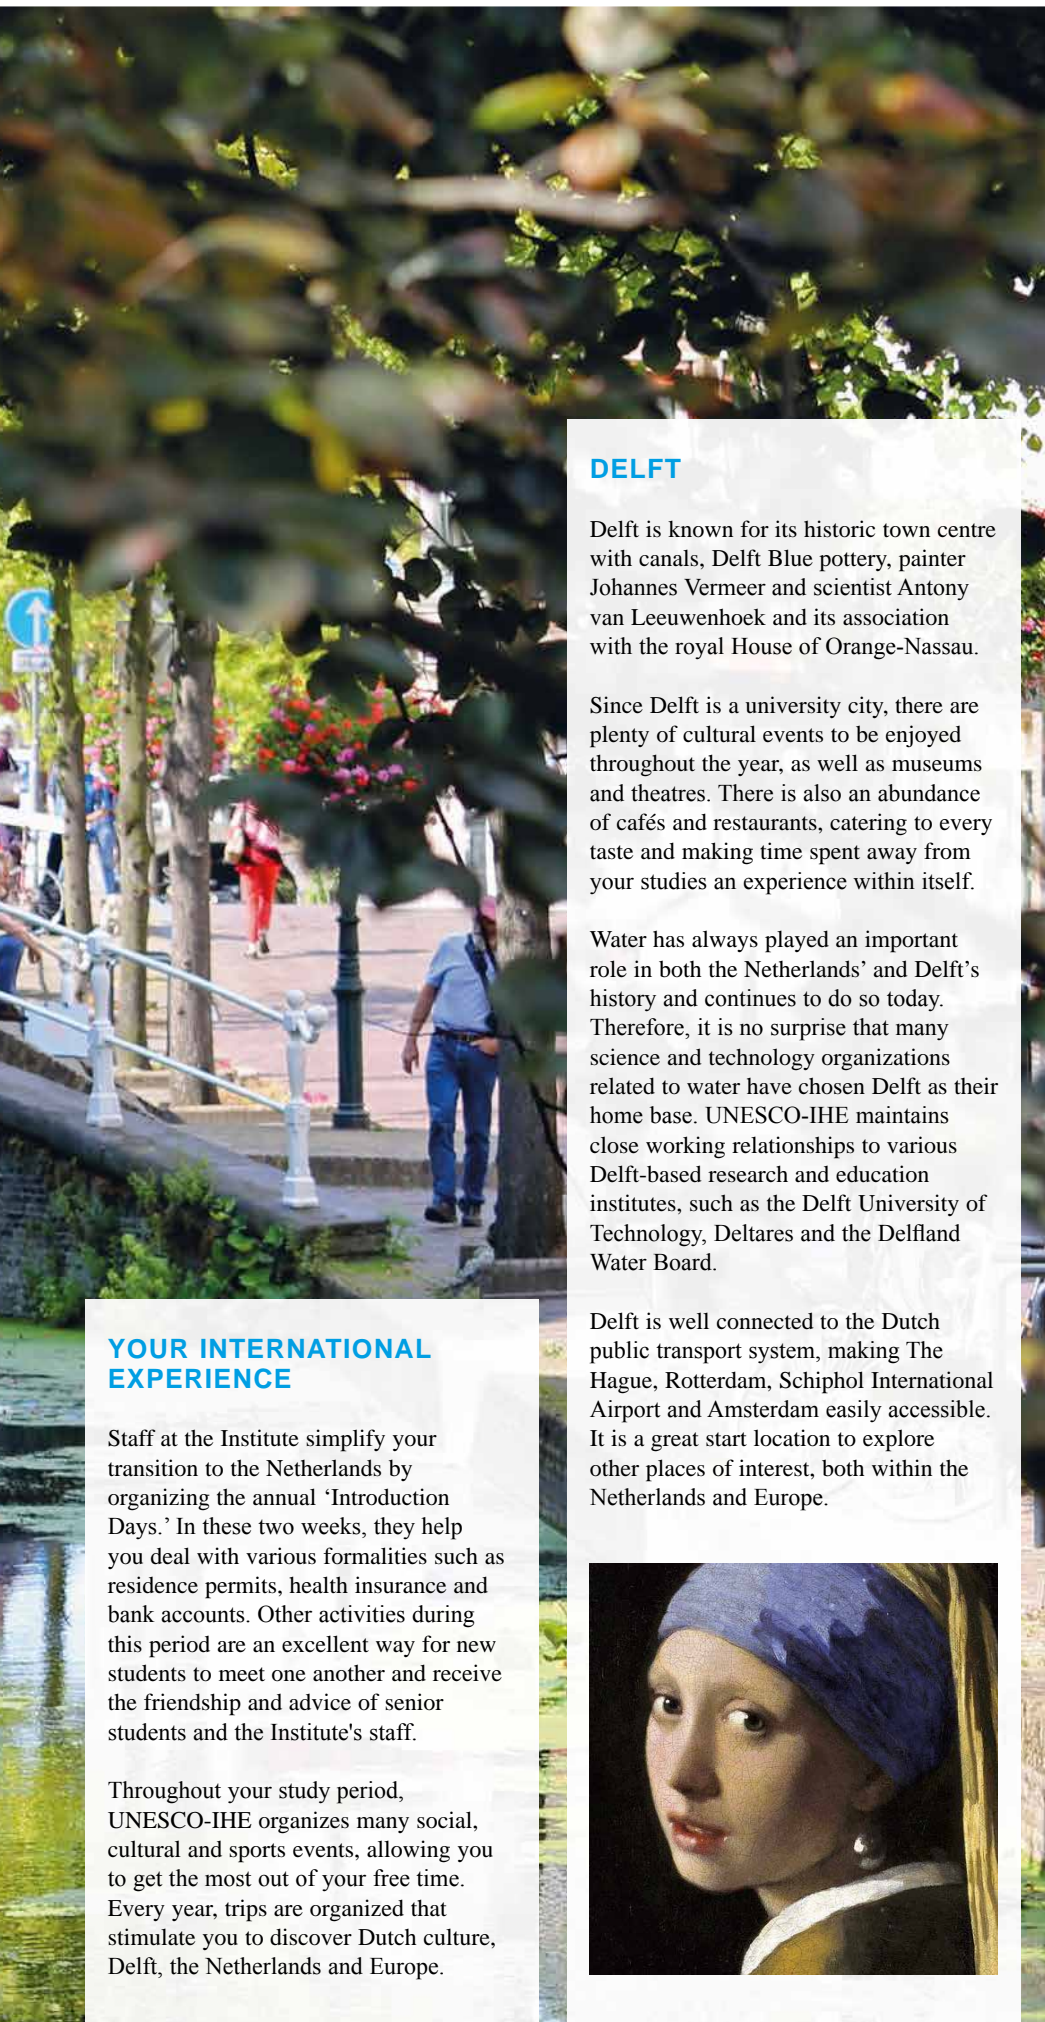 DELFT
Delft is known for its historic town centre
with canals, Delft Blue pottery, painter
Johannes Vermeer and scientist Antony
van Leeuwenhoek and its association
with the royal House of Orange-Nassau.
Since Delft is a university city, there are
plenty of cultural events to be enjoyed
throughout the year, as well as museums
and theatres. There is also an abundance
of cafés and restaurants, catering to every
taste and making time spent away from
your studies an experience within itself.
Water has always played an important
role in both the Netherlands’ and Delft’s
history and continues to do so today.
Therefore, it is no surprise that many
science and technology organizations
related to water have chosen Delft as their
home base. UNESCO-IHE maintains
close working relationships to various
Delft-based research and education
institutes, such as the Delft University of
Technology, Deltares and the Delfland
Water Board.
Delft is well connected to the Dutch
public transport system, making The
Hague, Rotterdam, Schiphol International
Airport and Amsterdam easily accessible.
It is a great start location to explore
other places of interest, both within the
Netherlands and Europe.
YOUR INTERNATIONAL
EXPERIENCE
Staff at the Institute simplify your
transition to the Netherlands by
organizing the annual ‘Introduction
Days.’ In these two weeks, they help
you deal with various formalities such as
residence permits, health insurance and
bank accounts. Other activities during
this period are an excellent way for new
students to meet one another and receive
the friendship and advice of senior
students and the Institute's staff.
Throughout your study period,
UNESCO-IHE organizes many social,
cultural and sports events, allowing you
to get the most out of your free time.
Every year, trips are organized that
stimulate you to discover Dutch culture,
Delft, the Netherlands and Europe.